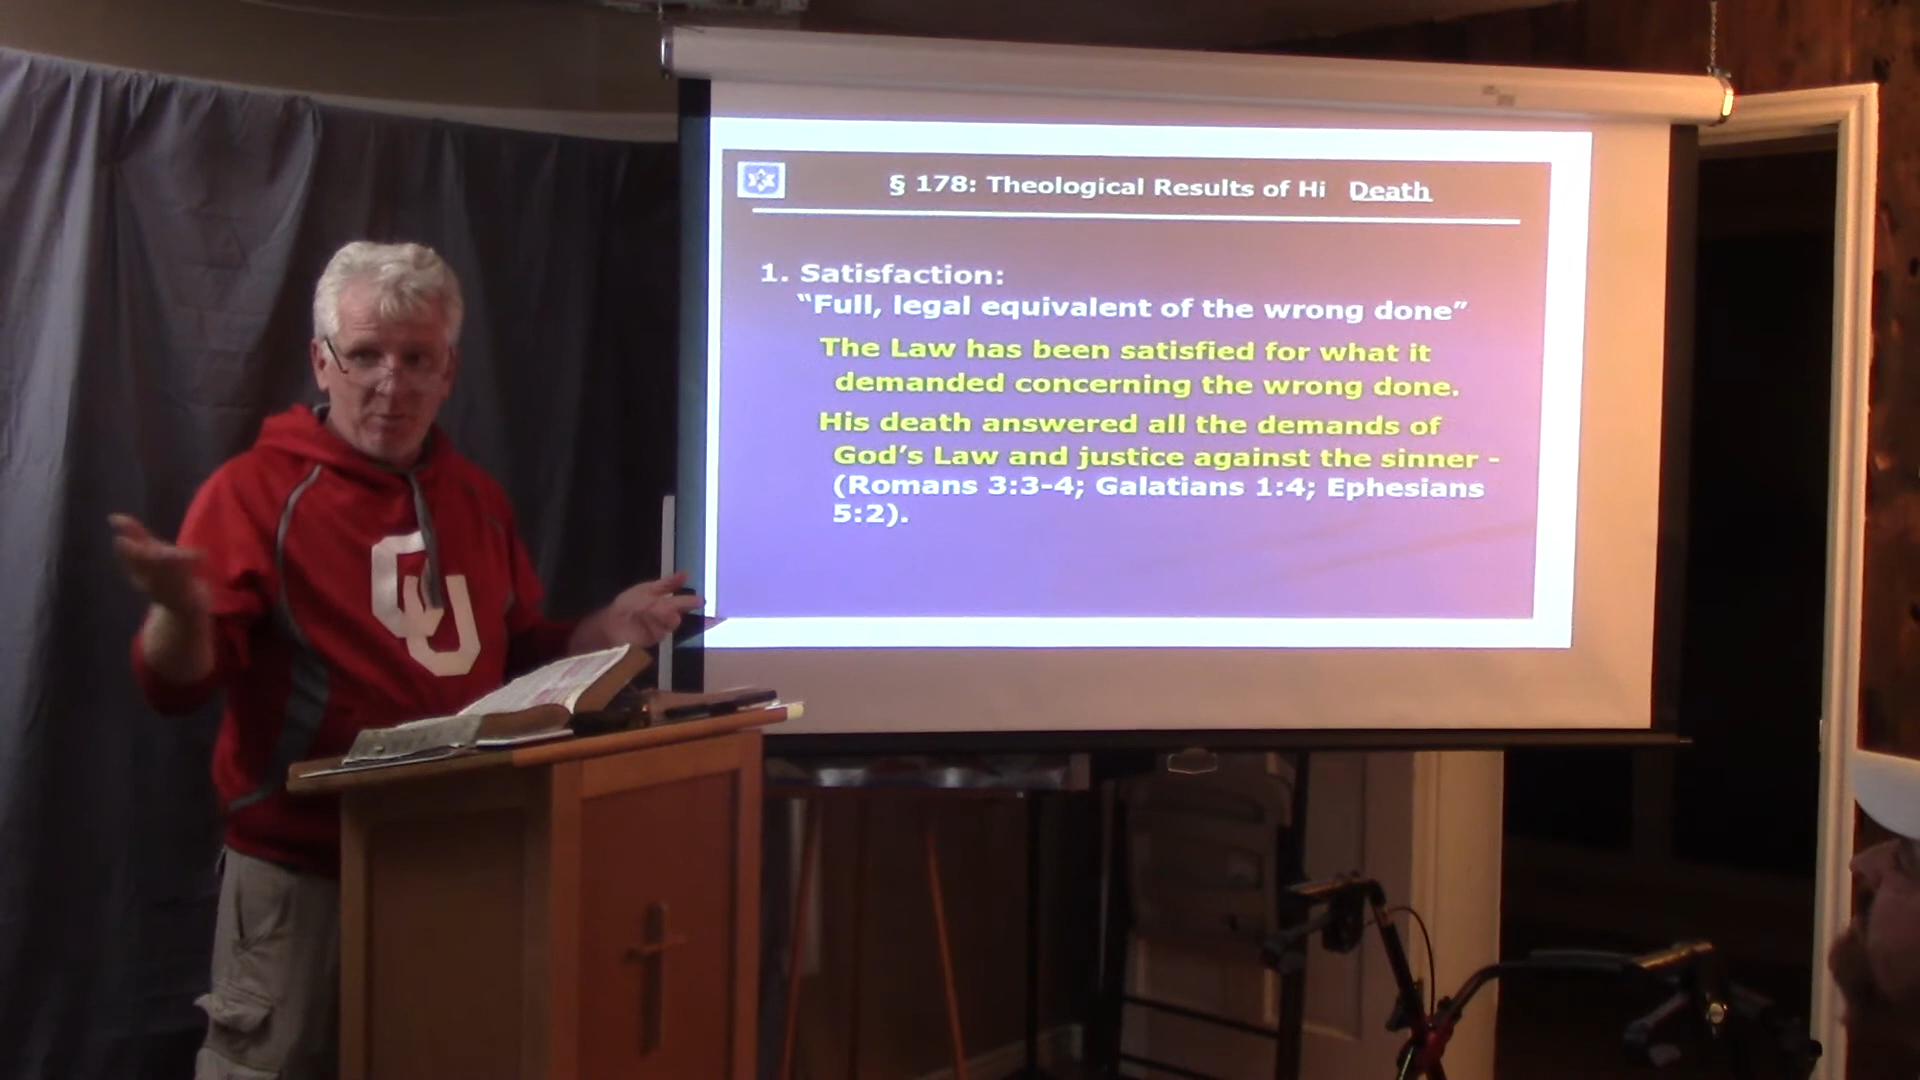 § 178: Theological Results of Hi Death
1. Satisfaction:
“Full, legal equivalent of the wrong done”
The Law has been satisfied for what it
demanded concerning the wrong done.
His death answered all the demands of
God’s Law and justice against the sinner -
(Romans 3:3-4; Galatians 1:4; Ephesians
5:2).
OU